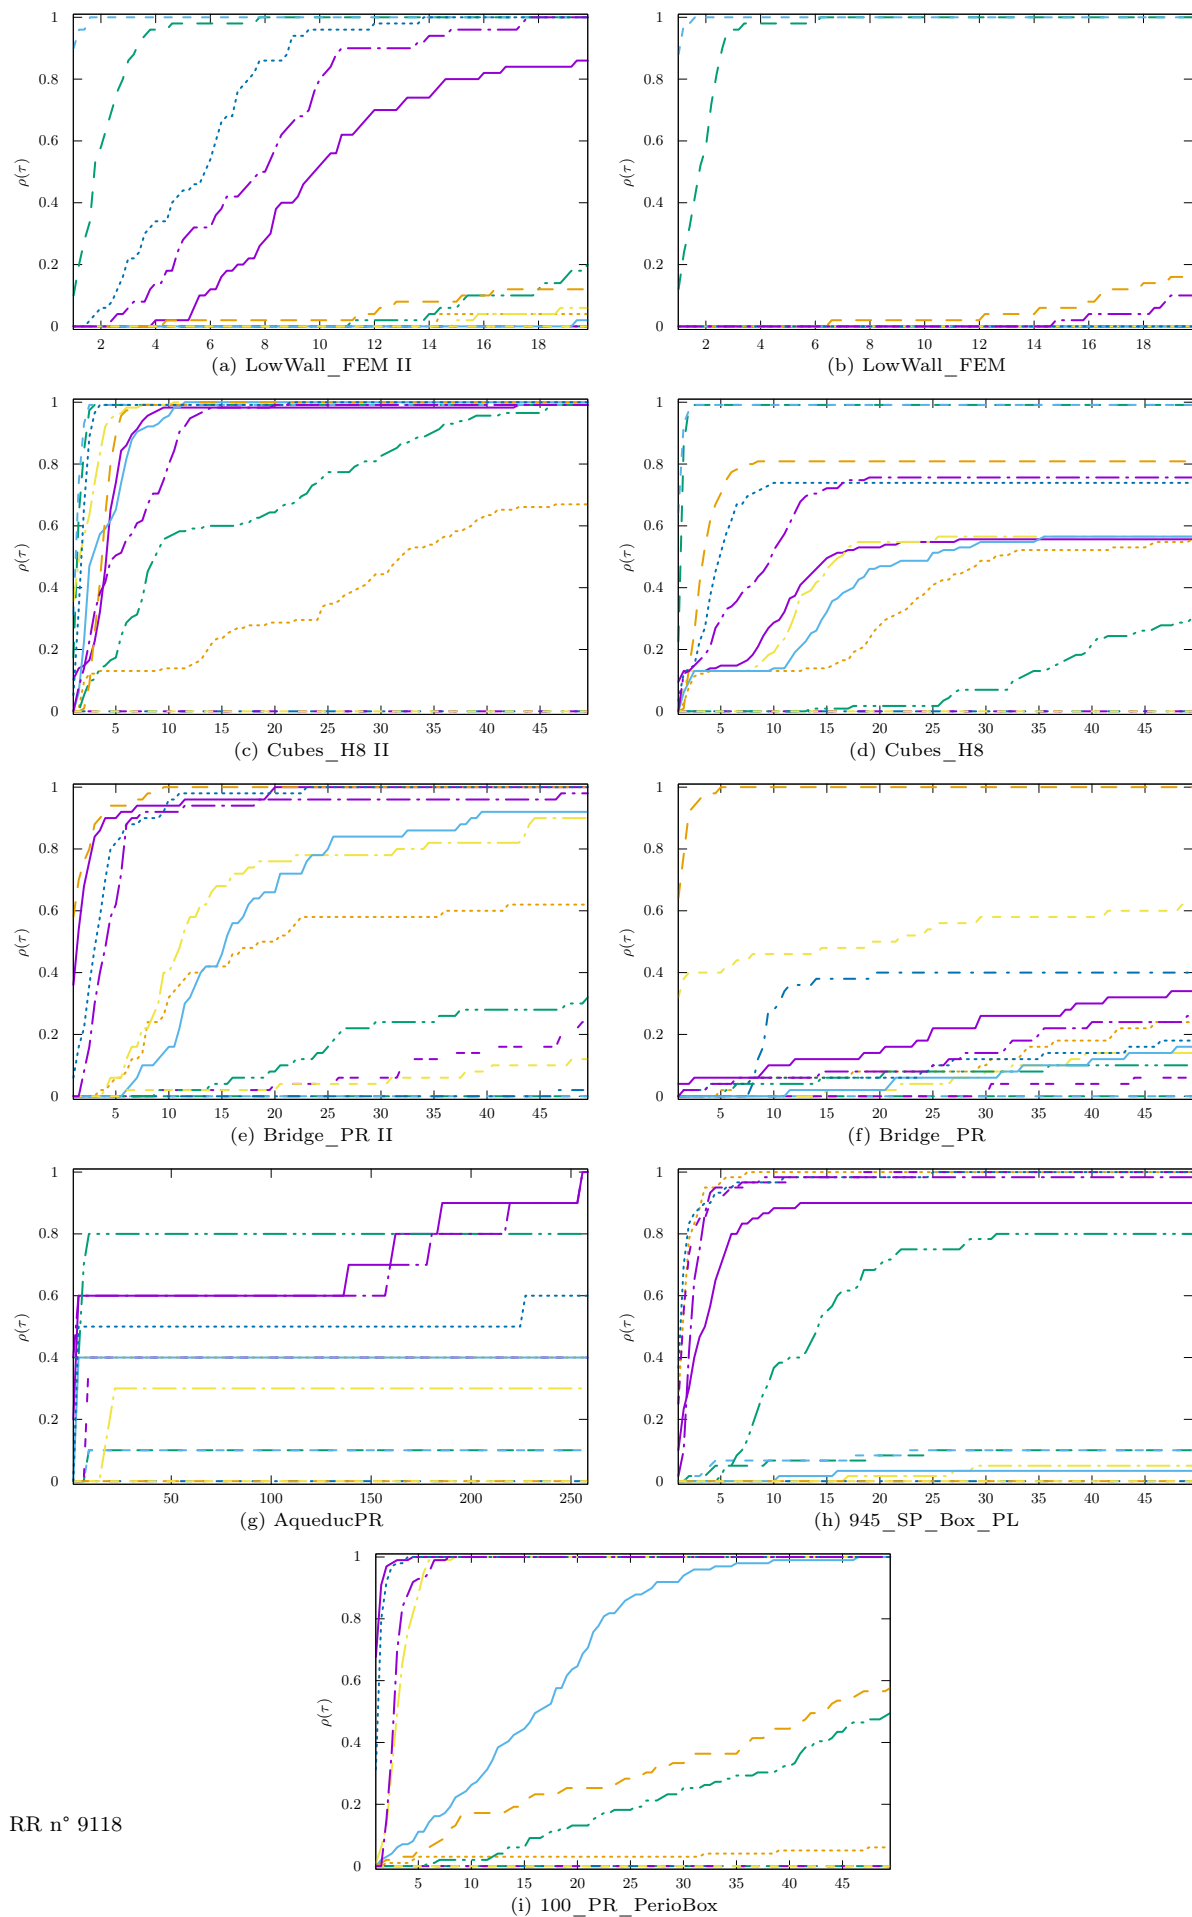 1
0.8
0.6
0.4
0.2
0
ρ(τ)
2 4 6 8 10 12 14 16 18
(a) LowWall_FEM II
1
0.8
0.6
0.4
0.2
0
ρ(τ)
2 4 6 8 10 12 14 16 18
(b) LowWall_FEM
1
0.8
0.6
0.4
0.2
0
ρ(τ)
5 10 15 20 25 30 35 40 45
(c) Cubes_H8 II
1
0.8
0.6
0.4
0.2
0
ρ(τ)
5 10 15 20 25 30 35 40 45
(d) Cubes_H8
1
0.8
0.6
0.4
0.2
0
ρ(τ)
5 10 15 20 25 30 35 40 45
(e) Bridge_PR II
1
0.8
0.6
0.4
0.2
0
ρ(τ)
5 10 15 20 25 30 35 40 45
(f) Bridge_PR
1
0.8
0.6
0.4
0.2
0
ρ(τ)
50 100 150 200 250
(g) AqueducPR
1
0.8
0.6
0.4
0.2
0
ρ(τ)
5 10 15 20 25 30 35 40 45
(h) 945_SP_Box_PL
1
0.8
0.6
0.4
0.2
0
ρ(τ)
5 10 15 20 25 30 35 40 45
(i) 100_PR_PerioBox
RR n° 9118